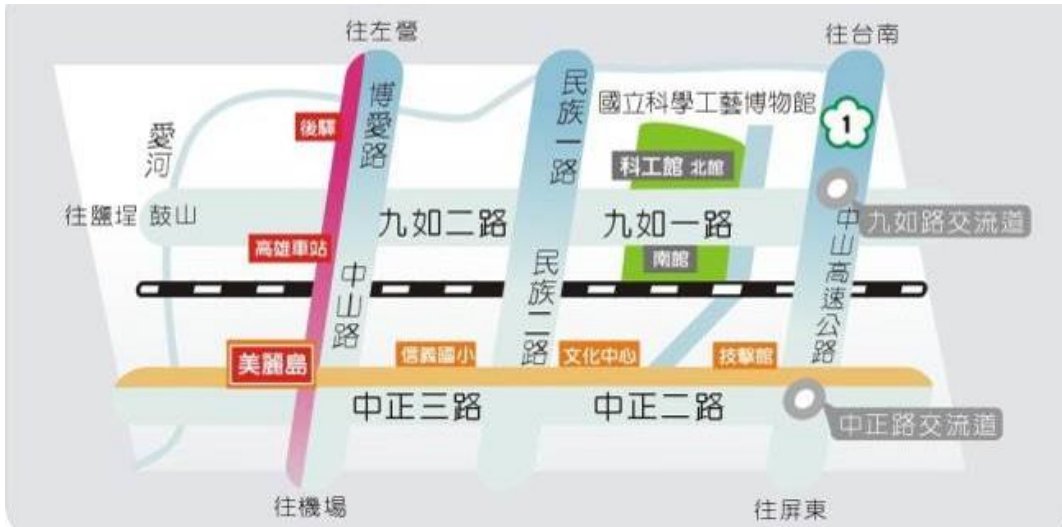 往左營
往台南
博愛路
民族一路
國立科學工藝博物館
1
後驛
愛河
科工館 北館
往鹽埕 鼓山
九如二路
九如一路
九如路交流道
高雄車站
南館
中山路
民族二路
中山高速公路
美麗島
信義國小
文化中心
技擊館
中正三路
中正二路
中正路交流道
往機場
往屏東